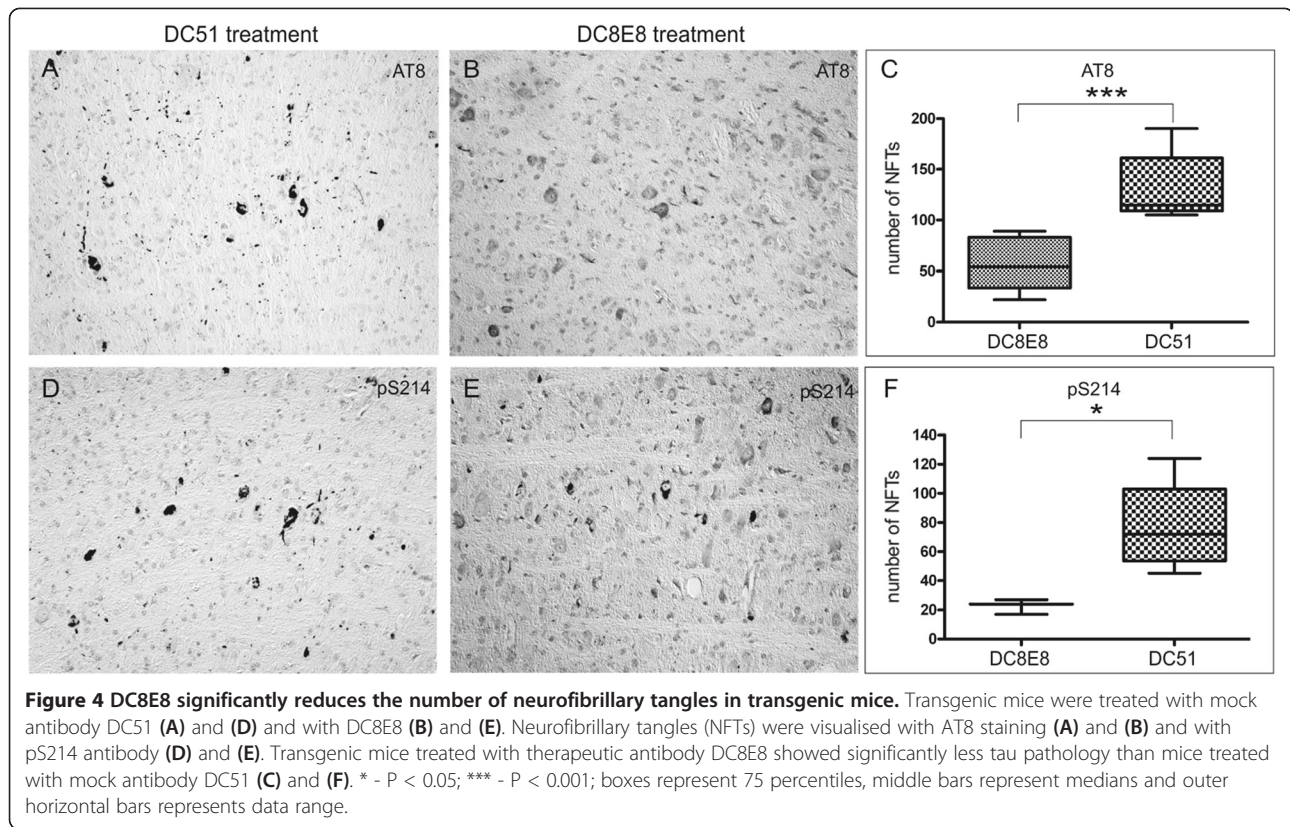 DC51 treatment
DC8E8 treatment
A
AT8
B
AT8
C
AT8
***
number of NFTs
200
150
100
50
0
DC8E8
DC51
D
pS214
E
pS214
F
pS214
*
number of NFTs
140
120
100
80
60
40
20
0
DC8E8
DC51
Figure 4 DC8E8 significantly reduces the number of neurofibrillary tangles in transgenic mice. Transgenic mice were treated with mock
antibody DC51 (A) and (D) and with DC8E8 (B) and (E). Neurofibrillary tangles (NFTs) were visualised with AT8 staining (A) and (B) and with
pS214 antibody (D) and (E). Transgenic mice treated with therapeutic antibody DC8E8 showed significantly less tau pathology than mice treated
with mock antibody DC51 (C) and (F). * - P < 0.05; *** - P < 0.001; boxes represent 75 percentiles, middle bars represent medians and outer
horizontal bars represents data range.